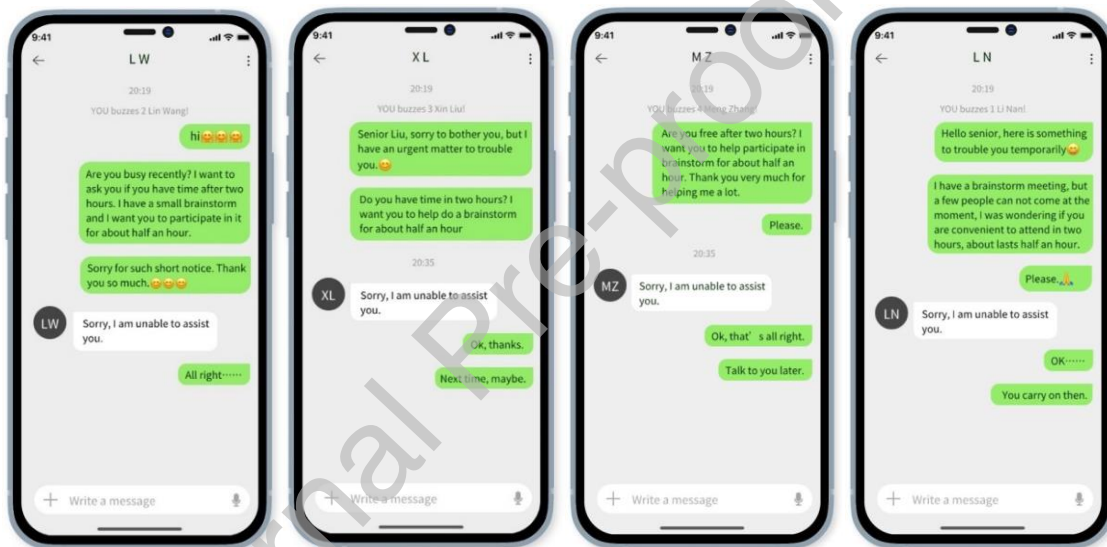 9:41
L W
20:19
YOU buzzes 2 Lin Wang!
hi
Are you busy recently? I want to
ask you if you have time after two
hours. I have a small brainstorm
and I want you to participate in it
for about half an hour.
Sorry for such short notice. Thank
you so much.
LW
Sorry, I am unable to assist
you.
All right······
Write a message
9:41
X L
20:19
YOU buzzes 3 Xin Liu!
Senior Liu, sorry to bother you, but I
have an urgent matter to trouble
you.
Do you have time in two hours? I
want you to help do a brainstorm
for about half an hour
20:35
XL
Sorry, I am unable to assist
you.
Ok, thanks.
Next time, maybe.
Write a message
9:41
M Z
20:19
YOU buzzes 4 Meng Zhang!
Are you free after two hours? I
want you to help participate in
brainstorm for about half an
hour. Thank you very much for
helping me a lot.
Please.
20:35
MZ
Sorry, I am unable to assist
you.
Ok, that's all right.
Talk to you later.
Write a message
9:41
L N
20:19
YOU buzzes 1 Li Nan!
Hello senior, here is something
to trouble you temporarily
I have a brainstorm meeting, but
a few people can not come at the
moment, I was wondering if you
are convenient to attend in two
hours, about lasts half an hour.
Please.
LN
Sorry, I am unable to assist
you.
OK······
You carry on then.
Write a message
rnal Pre-proo